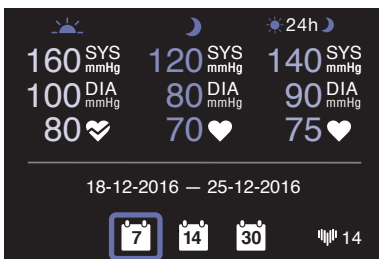 24h
160 SYS mmHg 120 SYS mmHg 140 SYS mmHg
100 DIA mmHg 80 DIA mmHg 90 DIA mmHg
80 70 75
18-12-2016 — 25-12-2016
7 14 30 14